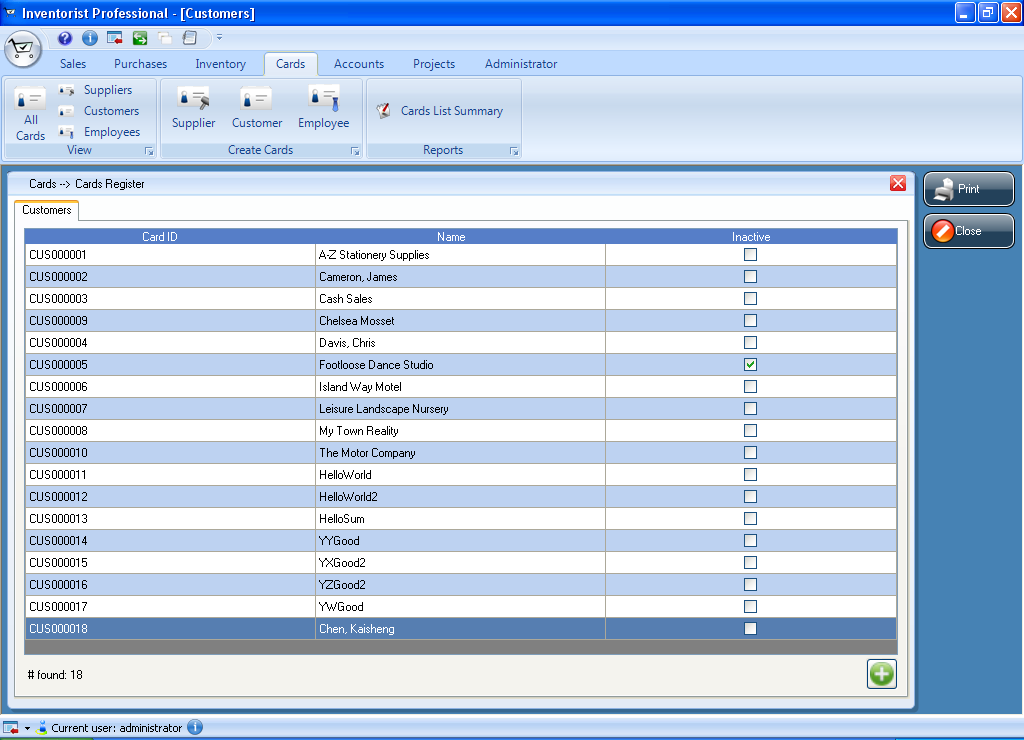 Inventorist Professional - [Customers]
Sales Purchases Inventory Cards Accounts Projects Administrator
All Cards
Suppliers
Customers
Employees
View
Supplier Customer Employee
Create Cards
Cards List Summary
Reports
Cards --> Cards Register
Print
Close
Customers
Card ID Name Inactive
CUS000001 A-Z Stationery Supplies
CUS000002 Cameron, James
CUS000003 Cash Sales
CUS000009 Chelsea Mosset
CUS000004 Davis, Chris
CUS000005 Footloose Dance Studio
CUS000006 Island Way Motel
CUS000007 Leisure Landscape Nursery
CUS000008 My Town Reality
CUS000010 The Motor Company
CUS000011 HelloWorld
CUS000012 HelloWorld2
CUS000013 HelloSum
CUS000014 YYGood
CUS000015 YXGood2
CUS000016 YZGood2
CUS000017 YWGood
CUS000018 Chen, Kaisheng
# found: 18
Current user: administrator